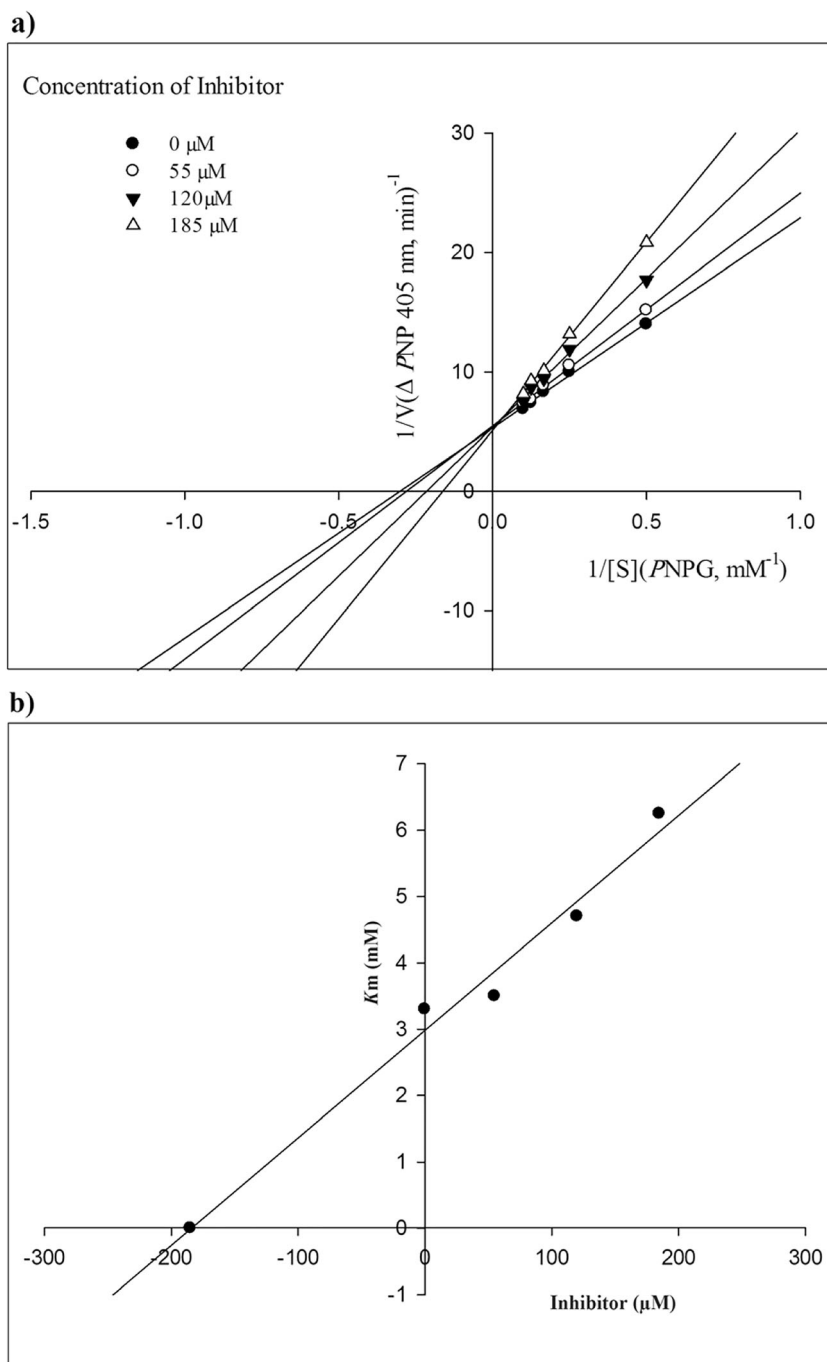 a)
Concentration of Inhibitor
0 µM
55 µM
120µM
185 µM
1/V(Δ PNP 405 nm, min)⁻¹
30
20
10
0
-10
-1.5
-1.0
-0.5
0.0
0.5
1.0
1/[S](PNPG, mM⁻¹)
b)
Km (mM)
7
6
5
4
3
2
1
0
-1
-300
-200
-100
0
100
200
300
Inhibitor (µM)